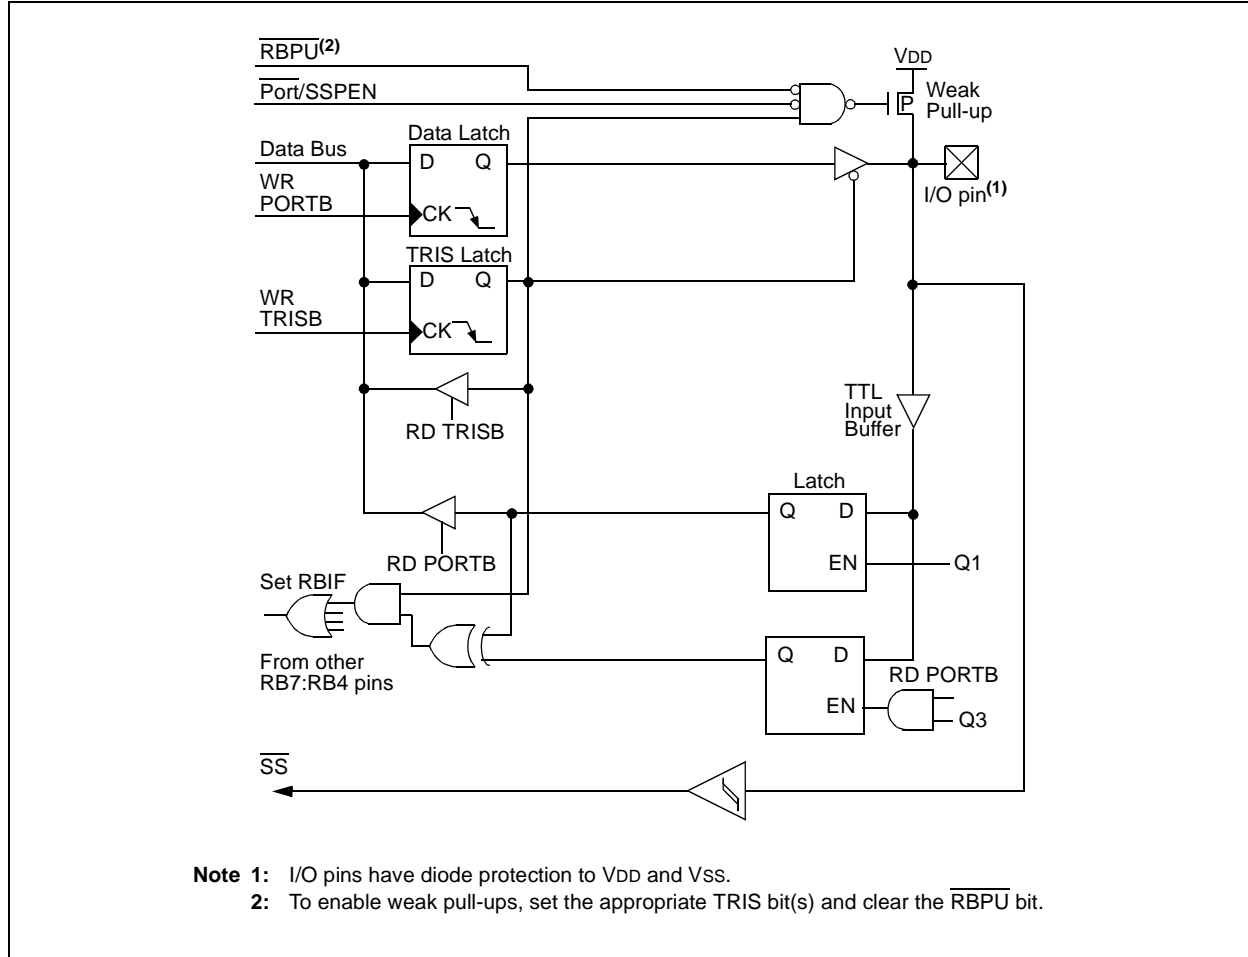 RBPU(2)
VDD
Port/SSPEN
Weak
Pull-up
P
Data Latch
Data Bus
D Q
WR
PORTB
CK
I/O pin(1)
TRIS Latch
D Q
WR
TRISB
CK
TTL
Input
Buffer
RD TRISB
Latch
Q D
EN
Q1
RD PORTB
Set RBIF
From other
RB7:RB4 pins
Q D
EN
RD PORTB
Q3
SS
Note 1: I/O pins have diode protection to VDD and VSS.
2: To enable weak pull-ups, set the appropriate TRIS bit(s) and clear the RBPU bit.